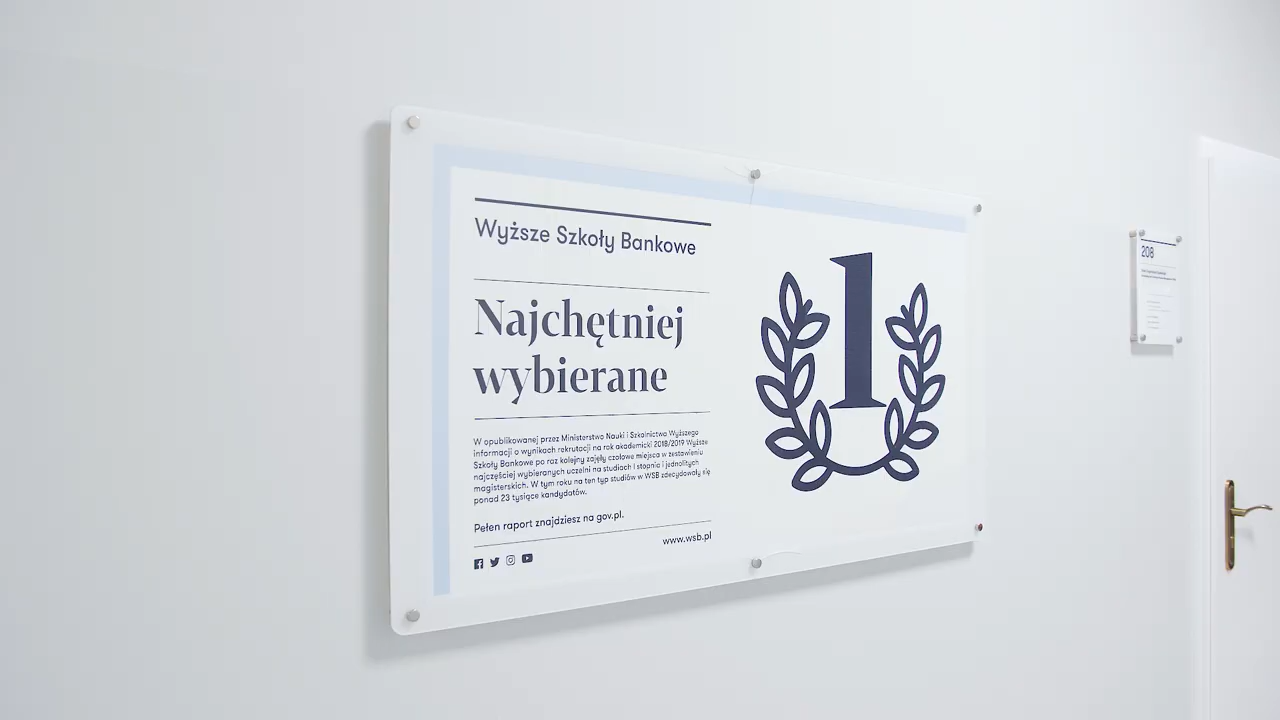 Wyższe Szkoły Bankowe
Najchętniej
wybierane
W opublikowanej przez Ministerstwo Nauki i Szkolnictwa Wyższego
informacji o wynikach rekrutacji na rok akademicki 2018/2019 Wyższe
Szkoły Bankowe po raz kolejny zajęły czołowe miejsca w zestawieniu
najczęściej wybieranych uczelni na studiach I stopnia i jednolitych
magisterskich. W tym roku na ten typ studiów w WSB zdecydowały się
ponad 23 tysiące kandydatów.
Pełen raport znajdziesz na gov.pl.
www.wsb.pl
1
208